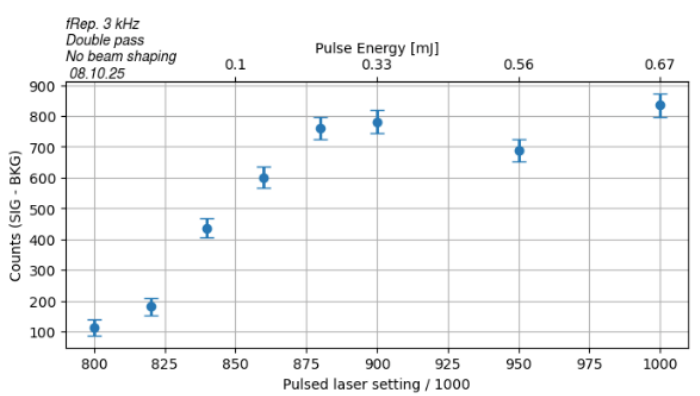 fRep. 3 kHz
Double pass
No beam shaping
08.10.25
Pulse Energy [mJ]
0.1 0.33 0.56 0.67
Counts (SIG - BKG)
900
800
700
600
500
400
300
200
100
800 825 850 875 900 925 950 975 1000
Pulsed laser setting / 1000